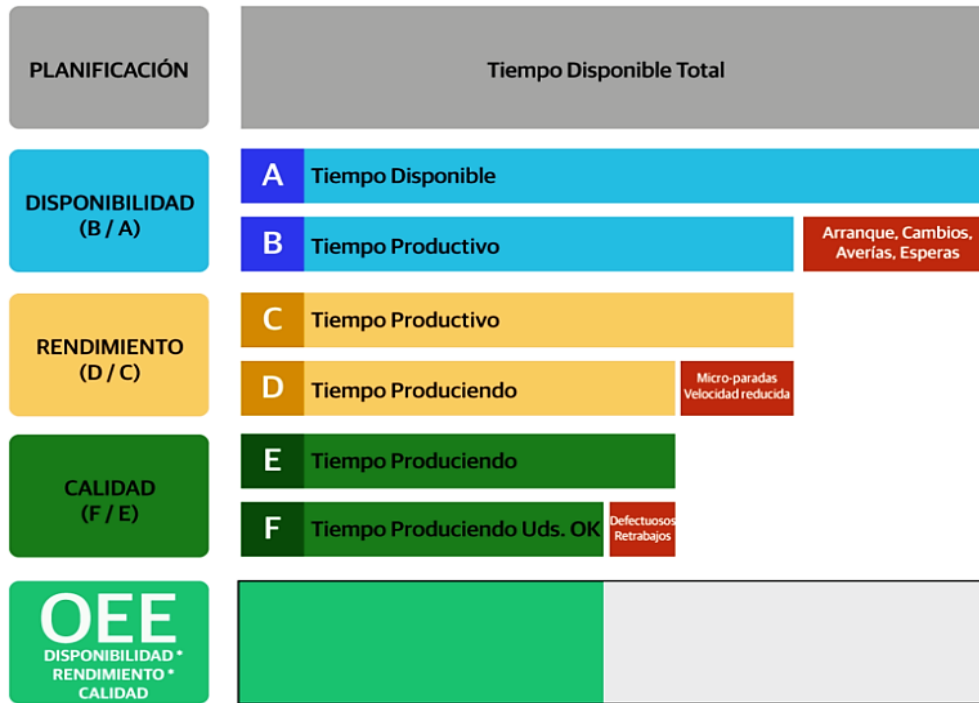 PLANIFICACIÓN
Tiempo Disponible Total
DISPONIBILIDAD
(B / A)
A
Tiempo Disponible
B
Tiempo Productivo
Arranque, Cambios,
Averías, Esperas
RENDIMIENTO
(D / C)
C
Tiempo Productivo
D
Tiempo Produciendo
Micro-paradas
Velocidad reducida
CALIDAD
(F / E)
E
Tiempo Produciendo
F
Tiempo Produciendo Uds. OK
Defectuosos
Retrabajos
OEE
DISPONIBILIDAD *
RENDIMIENTO *
CALIDAD